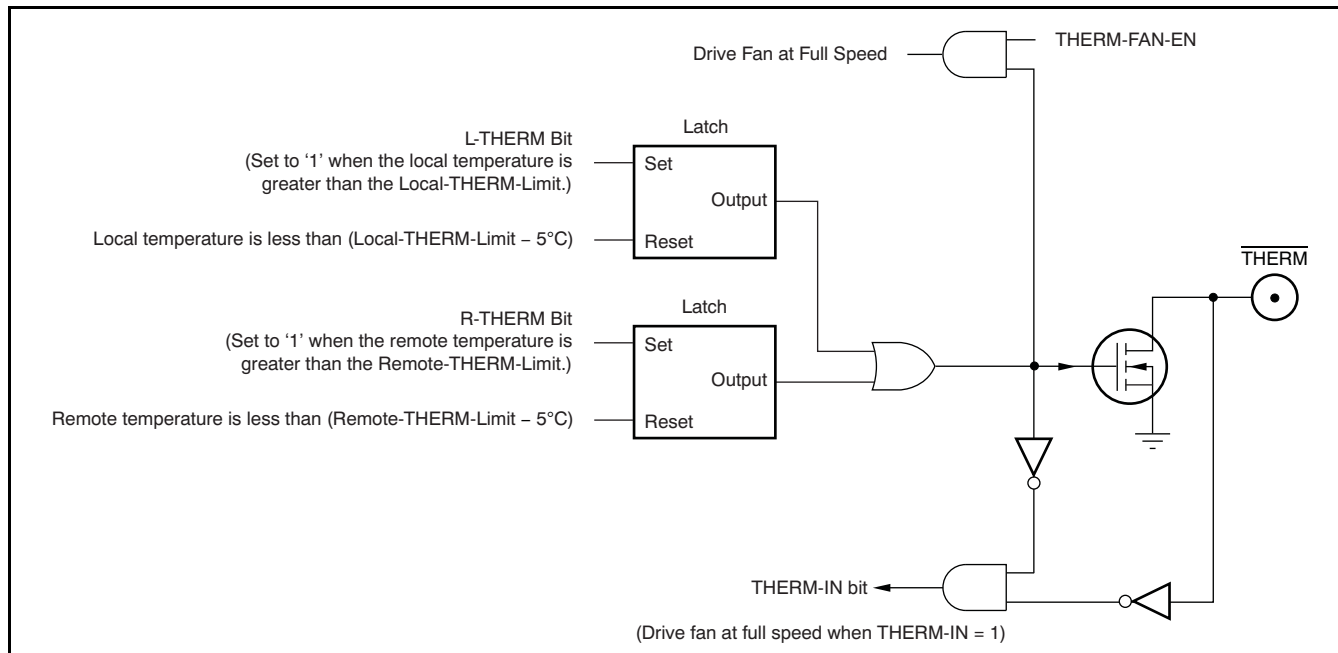 Drive Fan at Full Speed
THERM-FAN-EN
L-THERM Bit
(Set to ‘1’ when the local temperature is
greater than the Local-THERM-Limit.)
Latch
Set
Output
Reset
Local temperature is less than (Local-THERM-Limit – 5°C)
THERM
R-THERM Bit
(Set to ‘1’ when the remote temperature is
greater than the Remote-THERM-Limit.)
Latch
Set
Output
Reset
Remote temperature is less than (Remote-THERM-Limit – 5°C)
THERM-IN bit
(Drive fan at full speed when THERM-IN = 1)